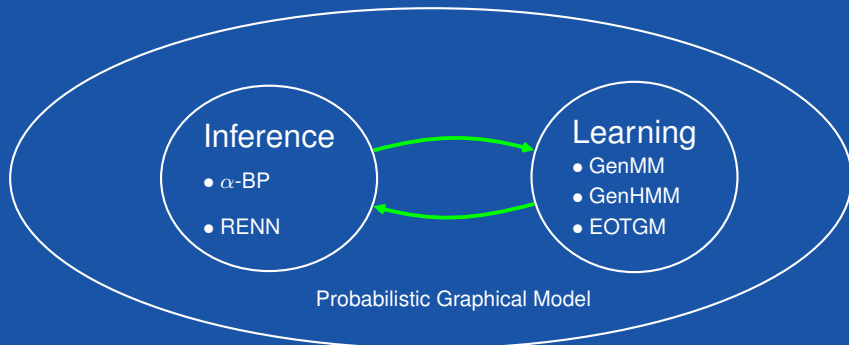 Inference
● α-BP
● RENN
Learning
● GenMM
● GenHMM
● EOTGM
Probabilistic Graphical Model